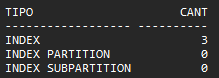 TIPO                      CANT
------------------- ----------
INDEX                        3
INDEX PARTITION              0
INDEX SUBPARTITION           0